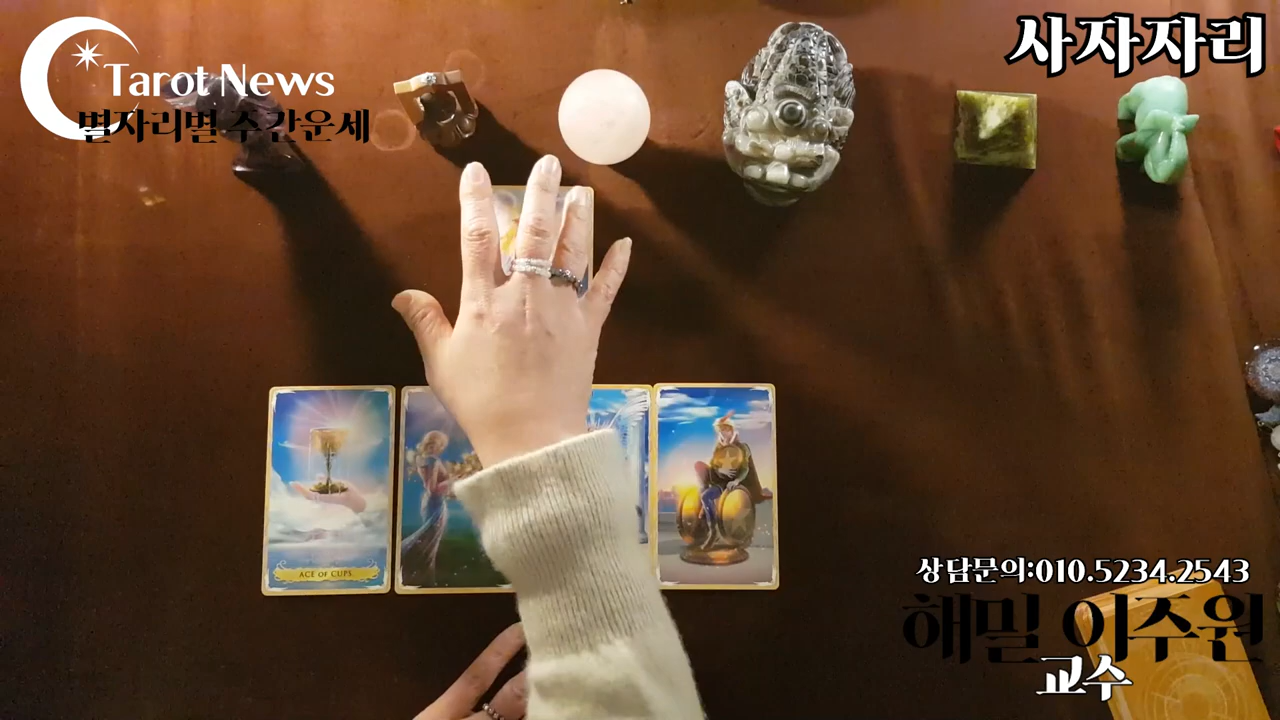 Tarot News
별자리별 주간운세
사자자리
ACE OF CUPS
상담문의:010.5234.2543
해밀 이주원
교수